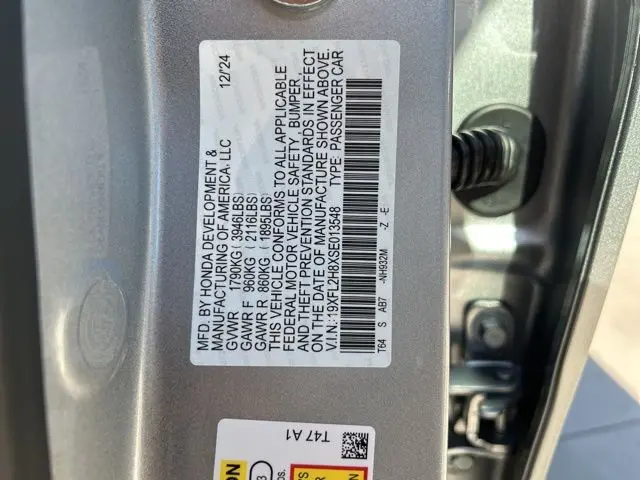 MFD. BY HONDA DEVELOPMENT &
MANUFACTURING OF AMERICA, LLC 12/24
GVWR 1790KG (3946LBS)
GAWR F 960KG (2116LBS)
GAWR R 860KG (1895LBS)
THIS VEHICLE CONFORMS TO ALL APPLICABLE
FEDERAL MOTOR VEHICLE SAFETY, BUMPER,
AND THEFT PREVENTION STANDARDS IN EFFECT
ON THE DATE OF MANUFACTURE SHOWN ABOVE.
V.I.N.:19XFL2H8XSE013548 TYPE: PASSENGER CAR
T64 S AB7 -NH932M -Z -E
T47 A1